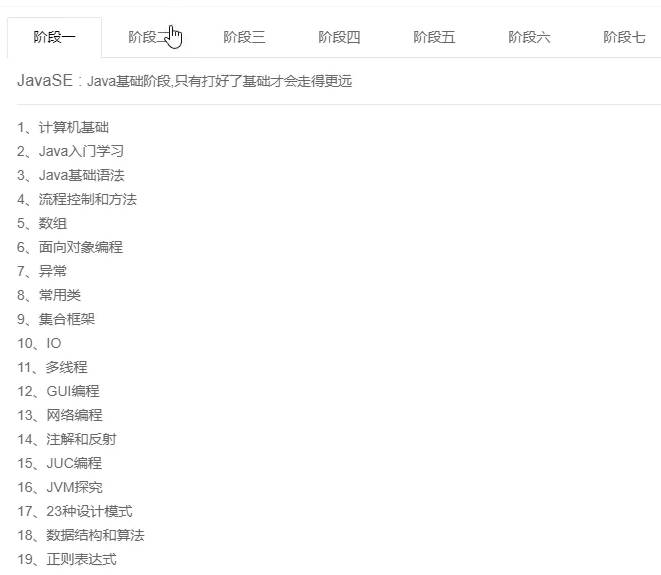 阶段一 阶段二 阶段三 阶段四 阶段五 阶段六 阶段七
JavaSE : Java基础阶段,只有打好了基础才会走得更远
1、计算机基础
2、Java入门学习
3、Java基础语法
4、流程控制和方法
5、数组
6、面向对象编程
7、异常
8、常用类
9、集合框架
10、IO
11、多线程
12、GUI编程
13、网络编程
14、注解和反射
15、JUC编程
16、JVM探究
17、23种设计模式
18、数据结构和算法
19、正则表达式